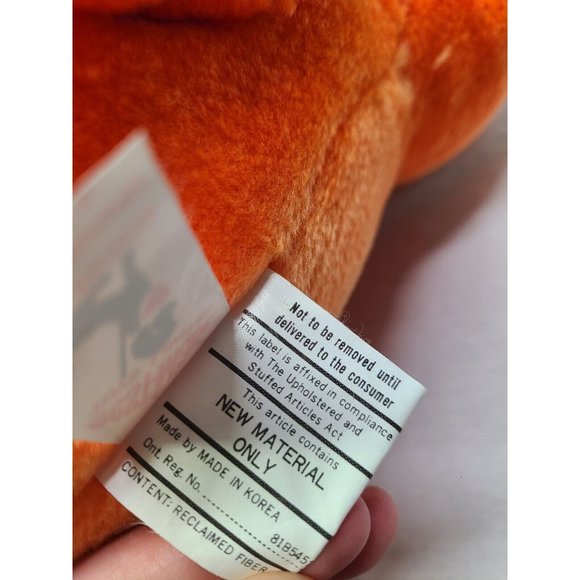 Not to be removed until
delivered to the consumer
This label is affixed in compliance
with The Upholstered and
Stuffed Articles Act
This article contains
NEW MATERIAL
ONLY
Made by MADE IN KOREA
Ont. Reg. No. 81B545
CONTENT: RECLAIMED FIBER